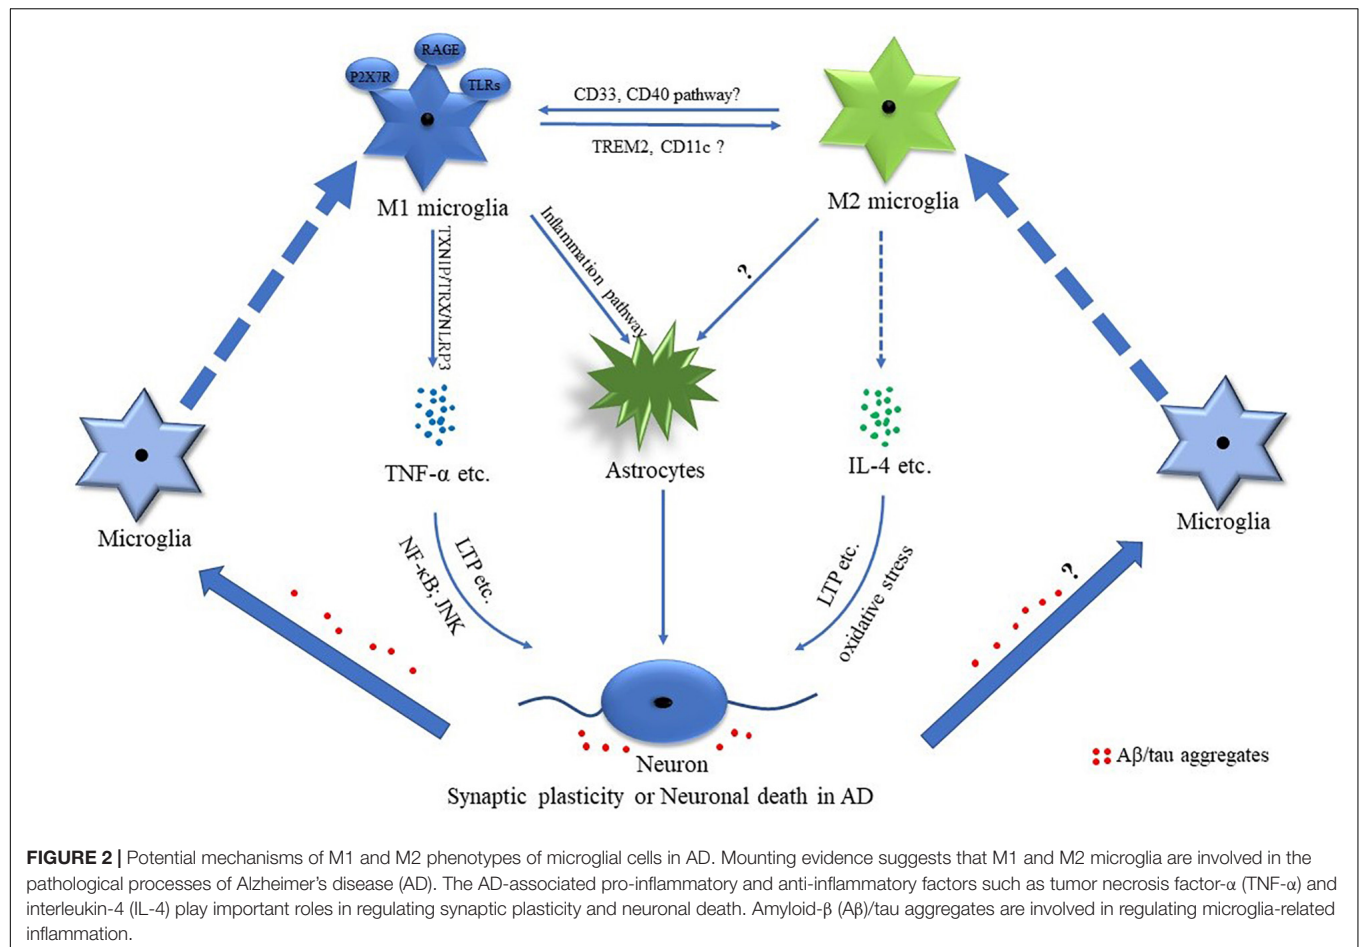 RAGE
P2X7R
TLRs
CD33, CD40 pathway?
TREM2, CD11c ?
M1 microglia
M2 microglia
TXNIP/TRX/NLRP3
Inflammation pathway
?
TNF-α etc.
Astrocytes
IL-4 etc.
Microglia
Microglia
LTP etc.
NF-κB; JNK
LTP etc.
oxidative stress
?
Neuron
Aβ/tau aggregates
Synaptic plasticity or Neuronal death in AD
FIGURE 2 | Potential mechanisms of M1 and M2 phenotypes of microglial cells in AD. Mounting evidence suggests that M1 and M2 microglia are involved in the
pathological processes of Alzheimer's disease (AD). The AD-associated pro-inflammatory and anti-inflammatory factors such as tumor necrosis factor-α (TNF-α) and
interleukin-4 (IL-4) play important roles in regulating synaptic plasticity and neuronal death. Amyloid-β (Aβ)/tau aggregates are involved in regulating microglia-related
inflammation.